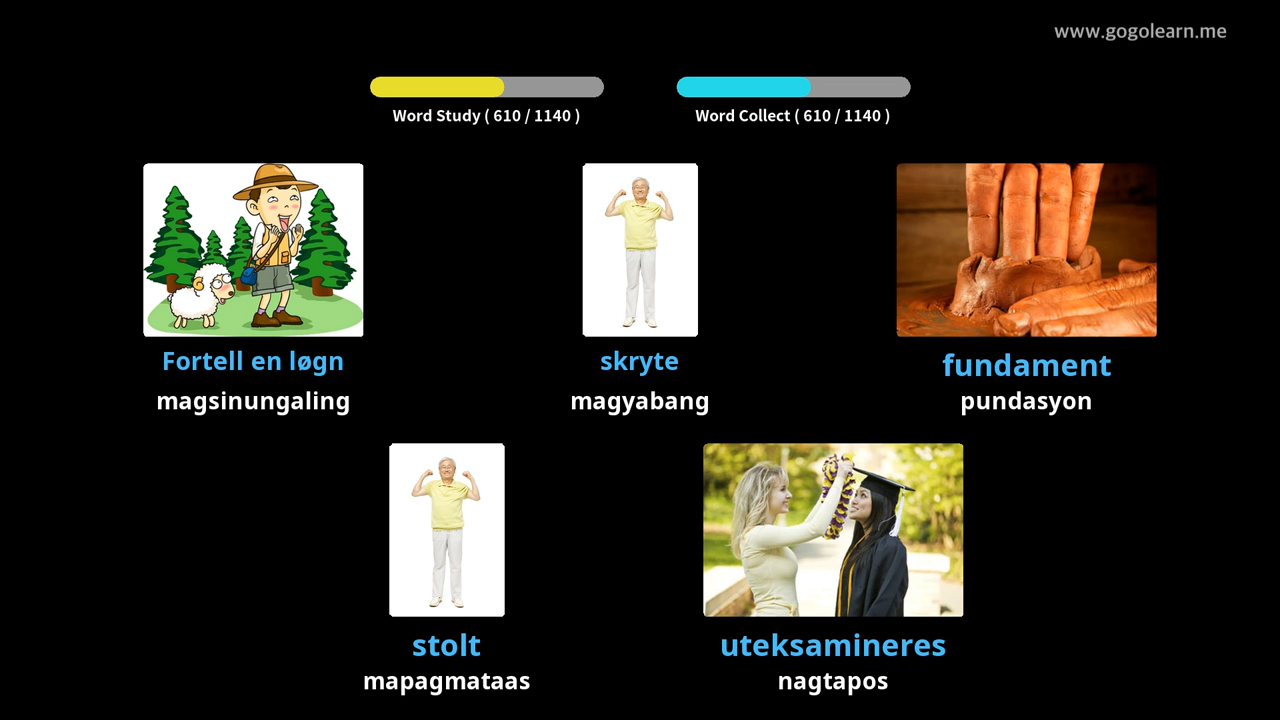 www.gogolearn.me
Word Study ( 610 / 1140 )
Word Collect ( 610 / 1140 )
Fortell en løgn
magsinungaling
skryte
magyabang
fundament
pundasyon
stolt
mapagmataas
uteksamineres
nagtapos